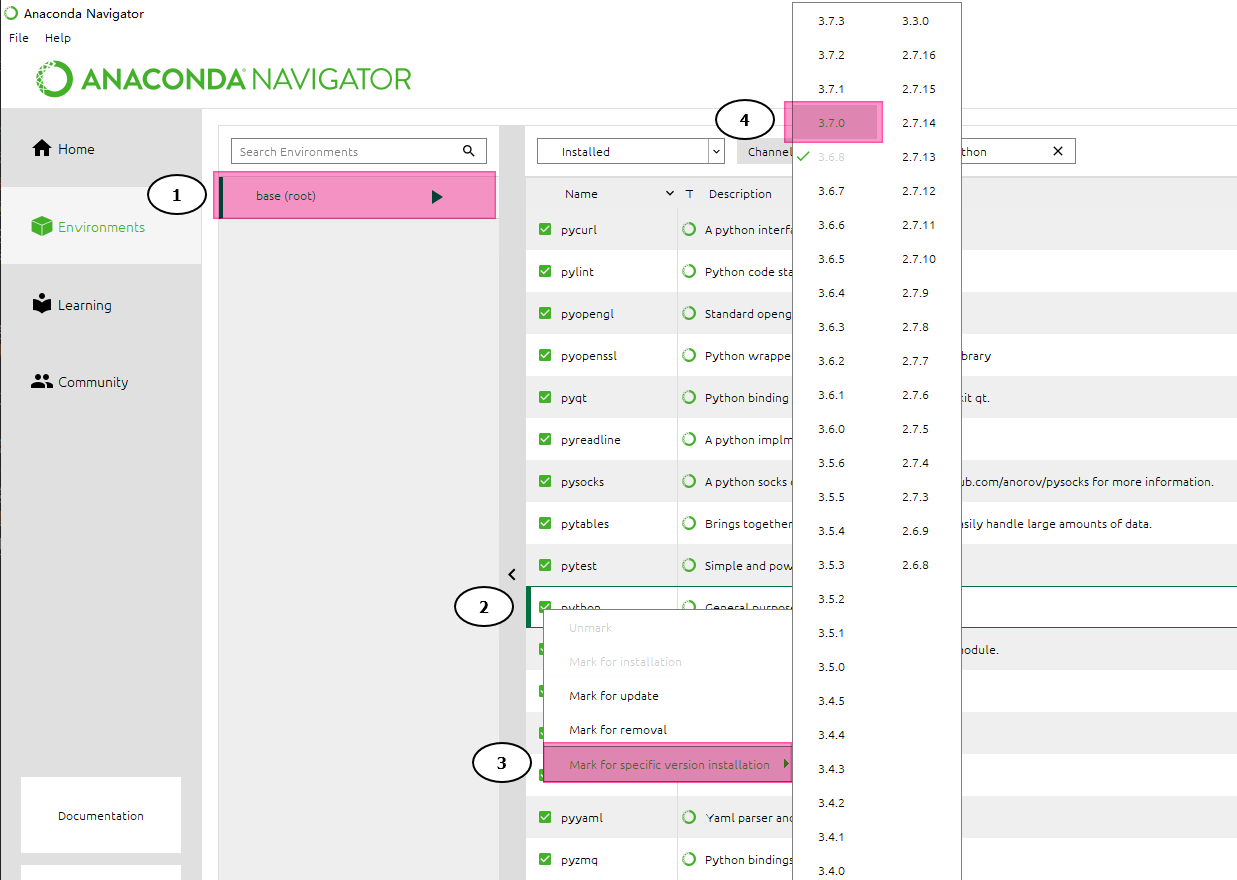 Anaconda Navigator
File Help
ANACONDA NAVIGATOR
Home
Environments
Learning
Community
Documentation
1
Search Environments
base (root)
Installed
Channel
thon
Name T Description
pycurl A python interfa
pylint Python code sta
pyopengl Standard openg
pyopenssl Python wrappe brary
pyqt Python binding kit qt.
pyreadline A python implm
pysocks A python socks ub.com/anorov/pysocks for more information.
pytables Brings together asily handle large amounts of data.
pytest Simple and pow
2
python General purpose
module.
Unmark
Mark for installation
Mark for update
Mark for removal
3
Mark for specific version installation
pyyaml Yaml parser and
pyzmq Python bindings
4
3.7.3
3.7.2
3.7.1
3.7.0
3.6.8
3.6.7
3.6.6
3.6.5
3.6.4
3.6.3
3.6.2
3.6.1
3.6.0
3.5.6
3.5.5
3.5.4
3.5.3
3.5.2
3.5.1
3.5.0
3.4.5
3.4.4
3.4.3
3.4.2
3.4.1
3.4.0
3.3.0
2.7.16
2.7.15
2.7.14
2.7.13
2.7.12
2.7.11
2.7.10
2.7.9
2.7.8
2.7.7
2.7.6
2.7.5
2.7.4
2.7.3
2.6.9
2.6.8